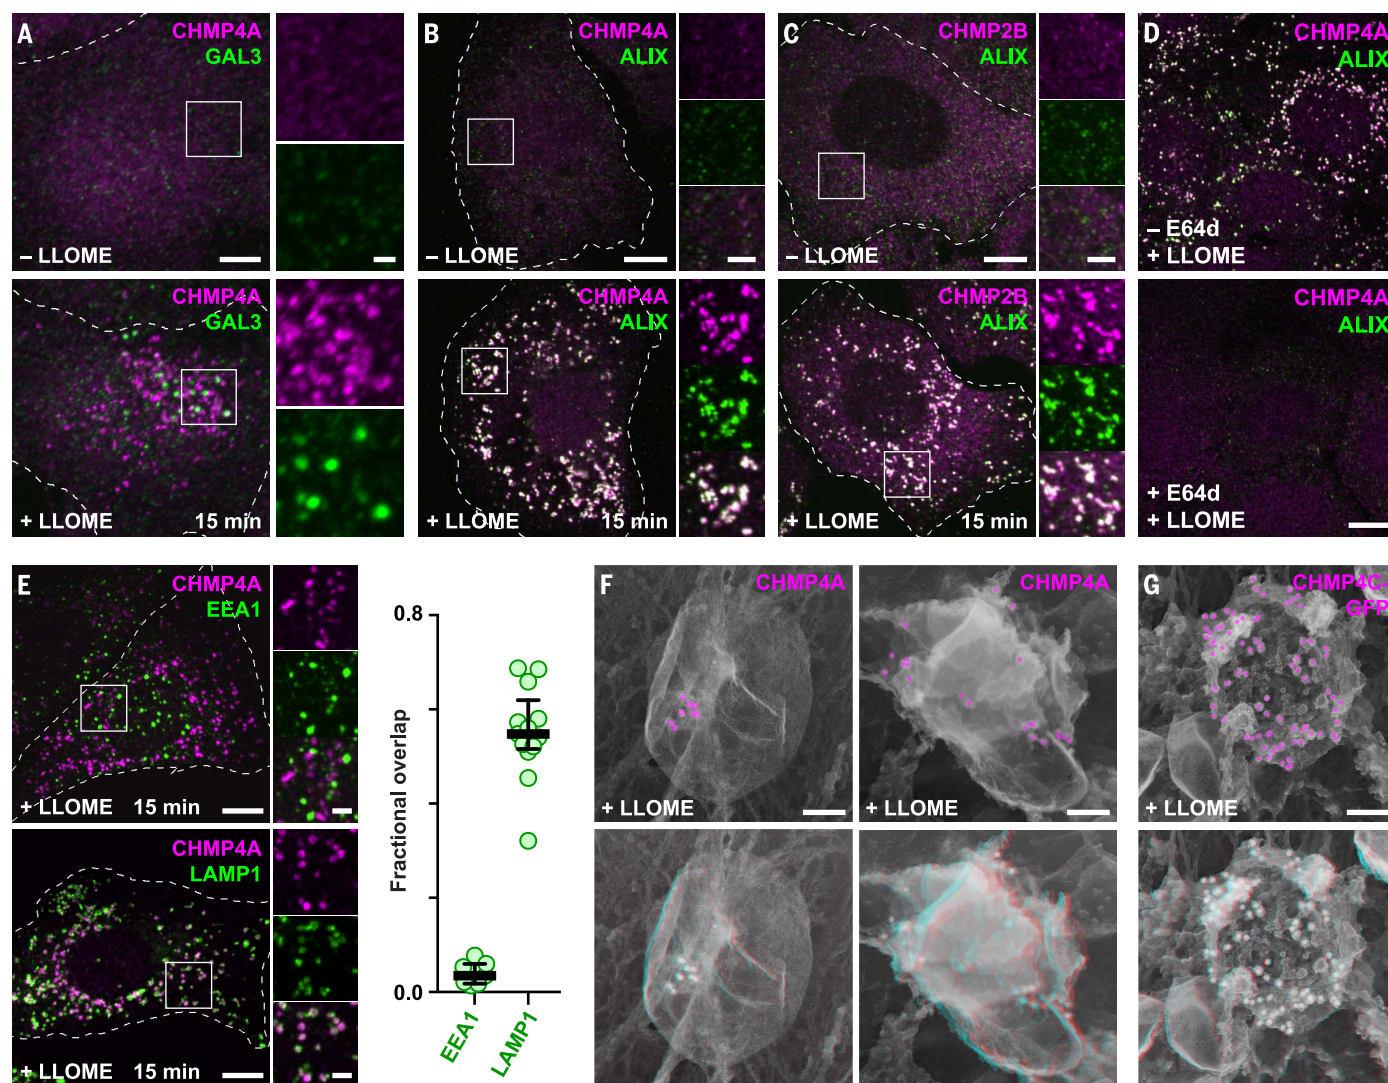 A
CHMP4A
GAL3
– LLOME
CHMP4A
GAL3
+ LLOME
15 min
B
CHMP4A
ALIX
– LLOME
CHMP4A
ALIX
+ LLOME
15 min
C
CHMP2B
ALIX
– LLOME
CHMP2B
ALIX
+ LLOME
15 min
D
CHMP4A
ALIX
– E64d
+ LLOME
CHMP4A
ALIX
+ E64d
+ LLOME
E
CHMP4A
EEA1
+ LLOME
15 min
CHMP4A
LAMP1
+ LLOME
15 min
Fractional overlap
0.8
0.0
EEA1
LAMP1
F
CHMP4A
+ LLOME
CHMP4A
+ LLOME
G
CHMP4C-
GFP
+ LLOME